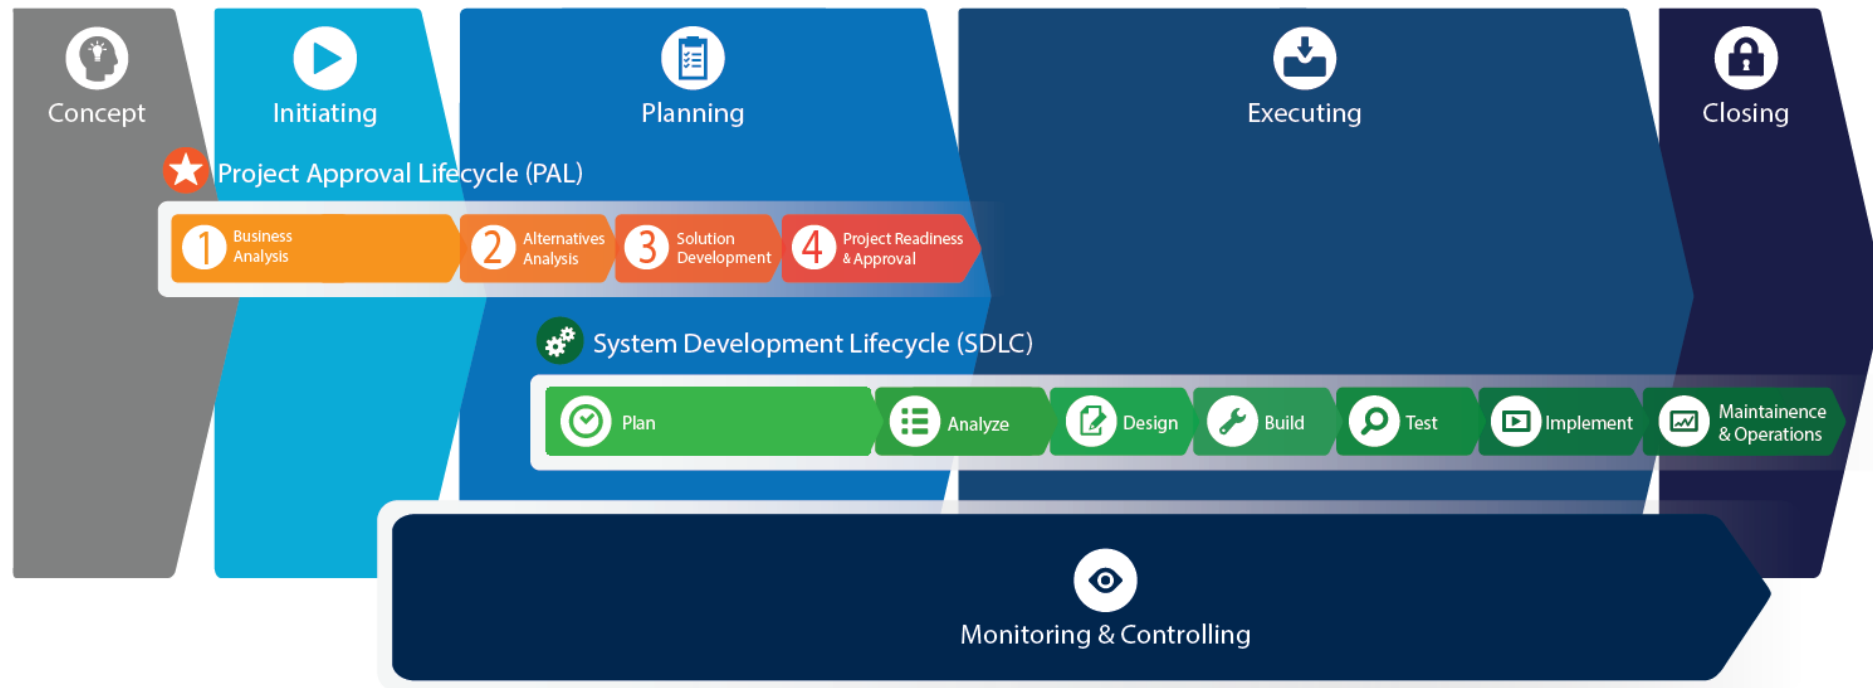 Concept
Initiating
Planning
Executing
Closing
Project Approval Lifecycle (PAL)
1
Business
Analysis
2
Alternatives
Analysis
3
Solution
Development
4
Project Readiness
& Approval
System Development Lifecycle (SDLC)
Plan
Analyze
Design
Build
Test
Implement
Maintainence
& Operations
Monitoring & Controlling